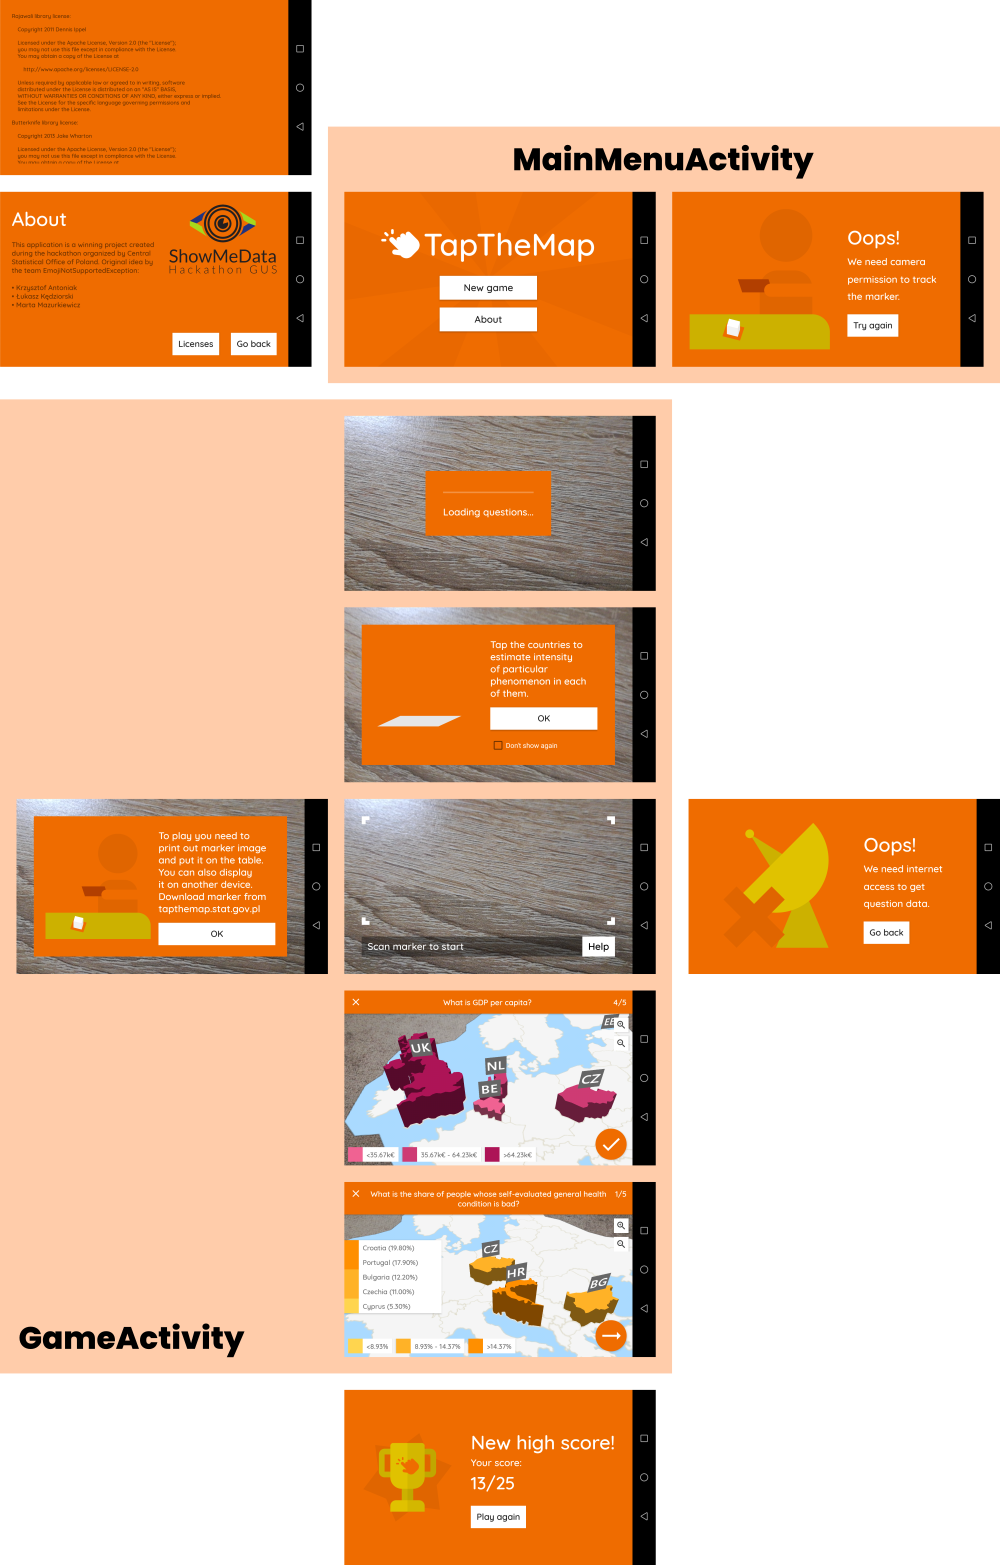 Rajawali library license:
Copyright 2011 Dennis Ippel
Licensed under the Apache License, Version 2.0 (the "License");
you may not use this file except in compliance with the License.
You may obtain a copy of the License at
http://www.apache.org/licenses/LICENSE-2.0
Unless required by applicable law or agreed to in writing, software
distributed under the License is distributed on an "AS IS" BASIS,
WITHOUT WARRANTIES OR CONDITIONS OF ANY KIND, either express or implied.
See the License for the specific language governing permissions and
limitations under the License.
Butterknife library license:
Copyright 2013 Jake Wharton
Licensed under the Apache License, Version 2.0 (the "License");
you may not use this file except in compliance with the License.
You may obtain a copy of the License at
MainMenuActivity
About
This application is a winning project created
during the hackathon organized by Central
Statistical Office of Poland. Original idea by
the team EmojiNotSupportedException:
• Krzysztof Antoniak
• Łukasz Kędziorski
• Marta Mazurkiewicz
ShowMeData
Hackathon GUS
Licenses
Go back
TapTheMap
New game
About
Oops!
We need camera
permission to track
the marker.
Try again
Loading questions...
Tap the countries to
estimate intensity
of particular
phenomenon in each
of them.
OK
Don't show again
To play you need to
print out marker image
and put it on the table.
You can also display
it on another device.
Download marker from
tapthemap.stat.gov.pl
OK
Scan marker to start
Help
Oops!
We need internet
access to get
question data.
Go back
What is GDP per capita?
4/5
EE
UK
NL
BE
CZ
<35.67k€
35.67k€ - 64.23k€
>64.23k€
What is the share of people whose self-evaluated general health
condition is bad?
1/5
Croatia (19.80%)
Portugal (17.90%)
Bulgaria (12.20%)
Czechia (11.00%)
Cyprus (5.30%)
CZ
HR
BG
<8.93%
8.93% - 14.37%
>14.37%
GameActivity
New high score!
Your score:
13/25
Play again